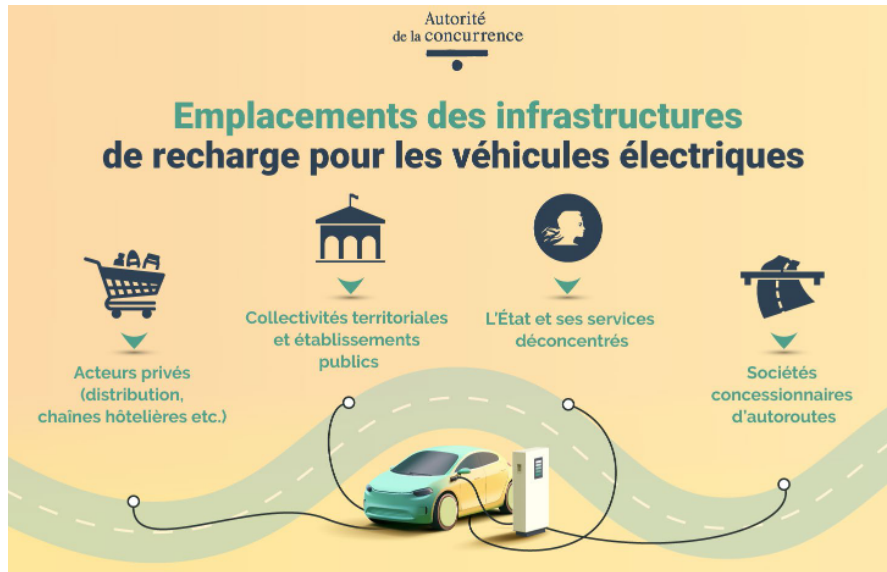 Autorité
de la concurrence
Emplacements des infrastructures
de recharge pour les véhicules électriques
Acteurs privés
(distribution,
chaînes hôtelières etc.)
Collectivités territoriales
et établissements
publics
L'État et ses services
déconcentrés
Sociétés
concessionnaires
d'autoroutes